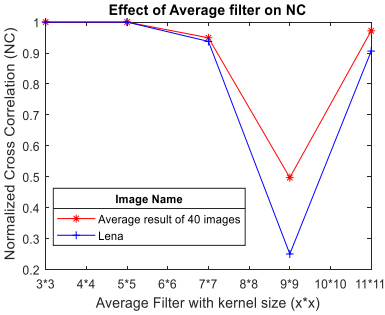 Effect of Average filter on NC
Normalized Cross Correlation (NC)
1
0.9
0.8
0.7
0.6
0.5
0.4
0.3
0.2
Image Name
Average result of 40 images
Lena
3*3 4*4 5*5 6*6 7*7 8*8 9*9 10*10 11*11
Average Filter with kernel size (x*x)